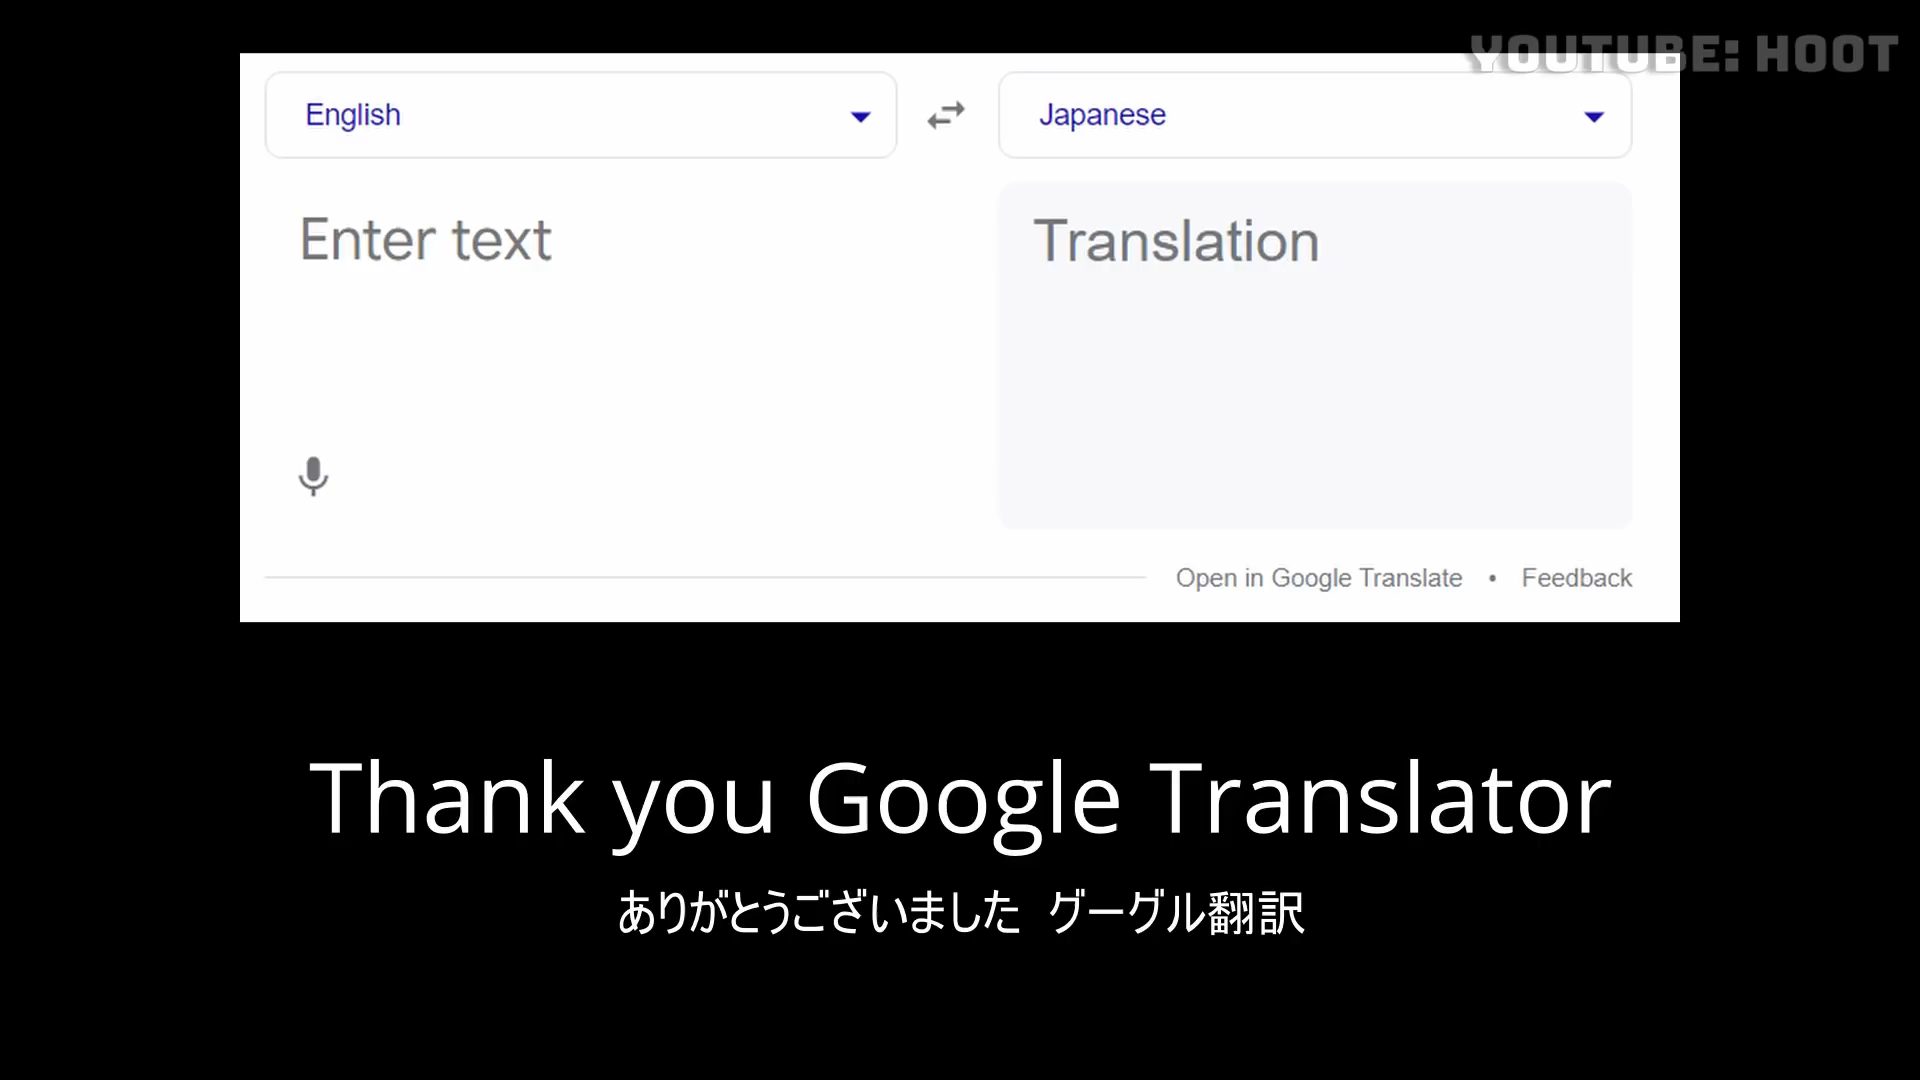 YOUTUBE: HOOT
English
Japanese
Enter text
Translation
Open in Google Translate • Feedback
Thank you Google Translator
ありがとうございました グーグル翻訳